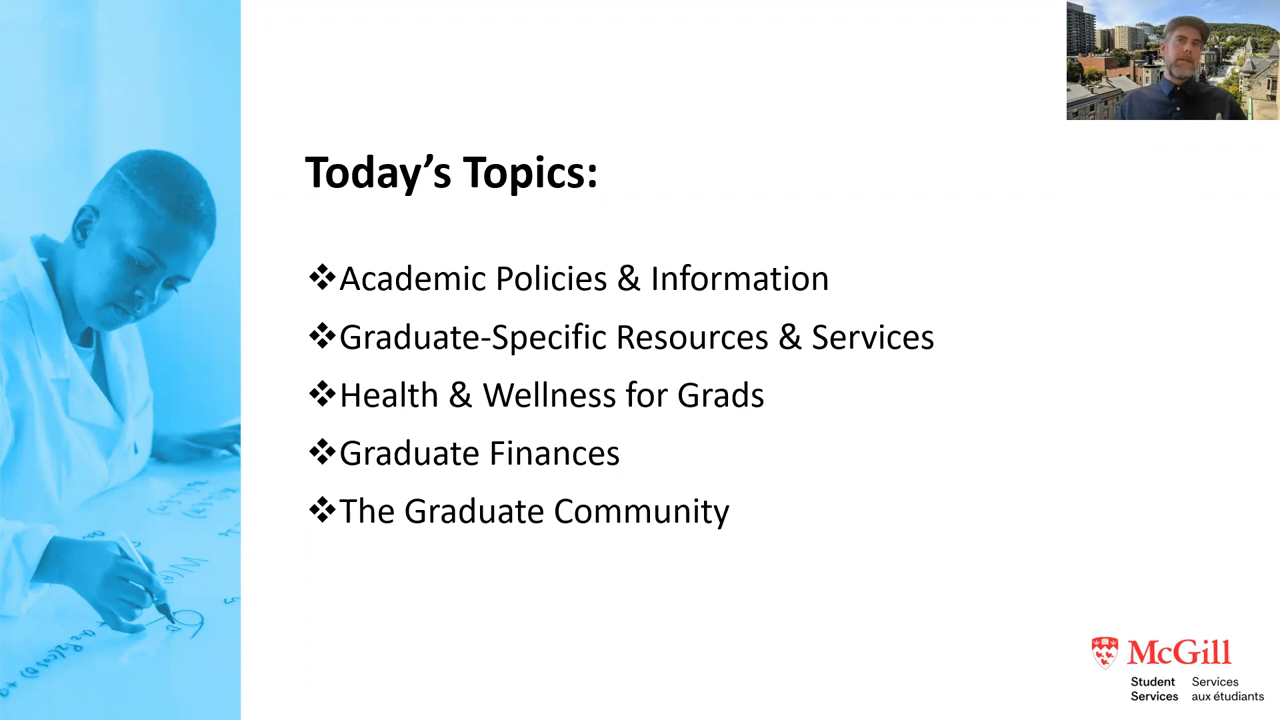 Today’s Topics:
❖Academic Policies & Information
❖Graduate-Specific Resources & Services
❖Health & Wellness for Grads
❖Graduate Finances
❖The Graduate Community
McGill
Student Services
Services aux étudiants